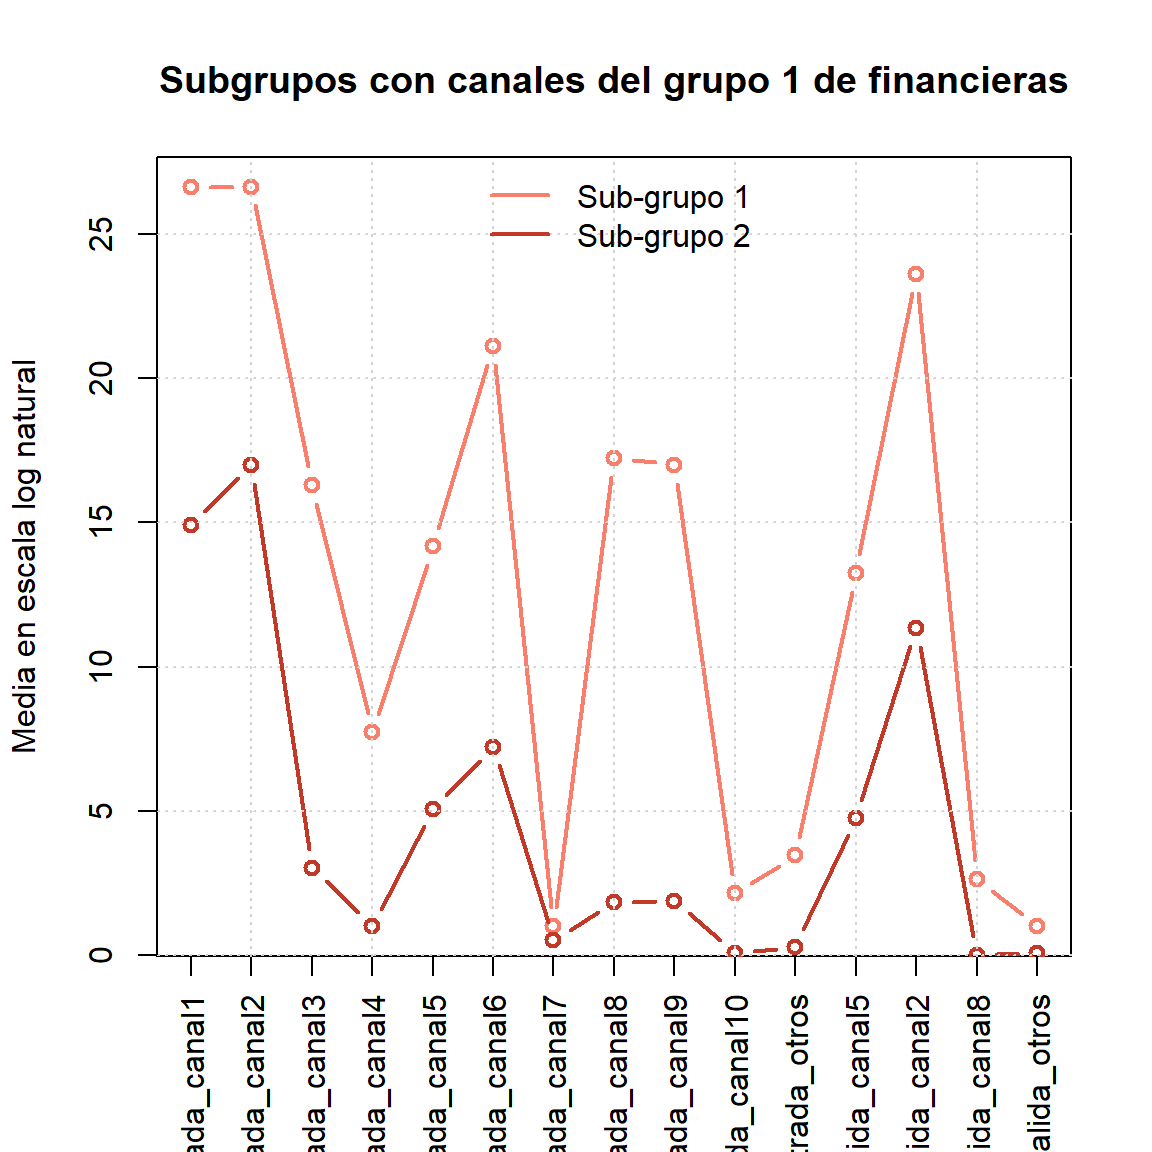 Subgrupos con canales del grupo 1 de financieras
Sub-grupo 1
Sub-grupo 2
Media en escala log natural
25
20
15
10
5
0
ada_canal1
ada_canal2
ada_canal3
ada_canal4
ada_canal5
ada_canal6
ada_canal7
ada_canal8
ada_canal9
da_canal10
trada_otros
ida_canal5
ida_canal2
ida_canal8
alida_otros